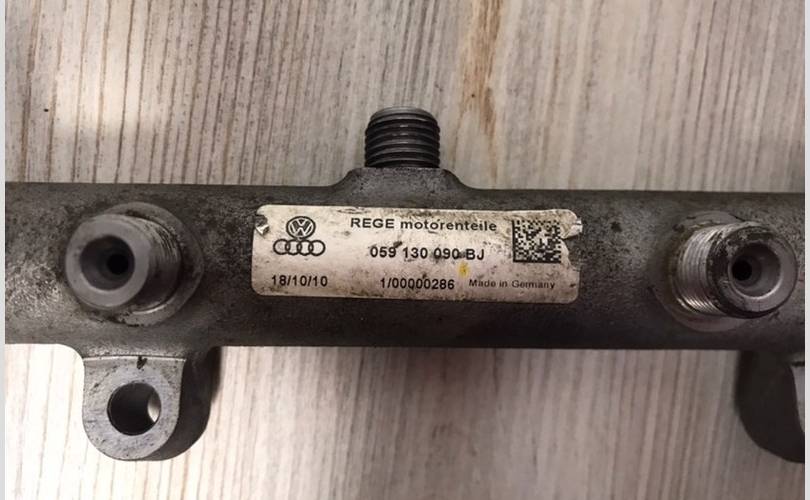 REGE motorenteile
059 130 090 BJ
18/10/10 1/00000286 Made in Germany